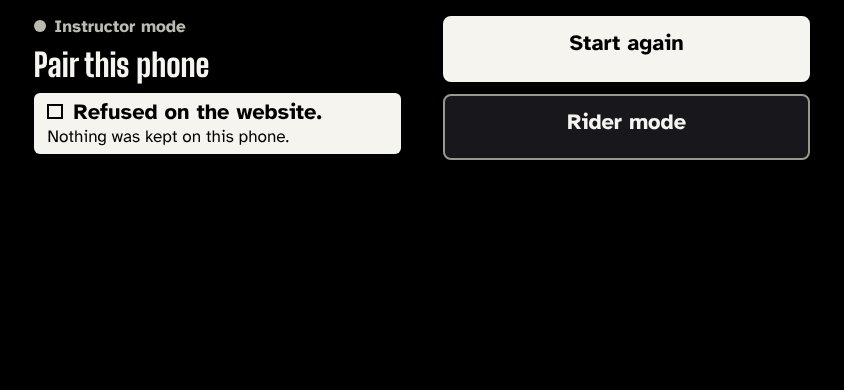 Instructor mode
Pair this phone
Refused on the website.
Nothing was kept on this phone.
Start again
Rider mode